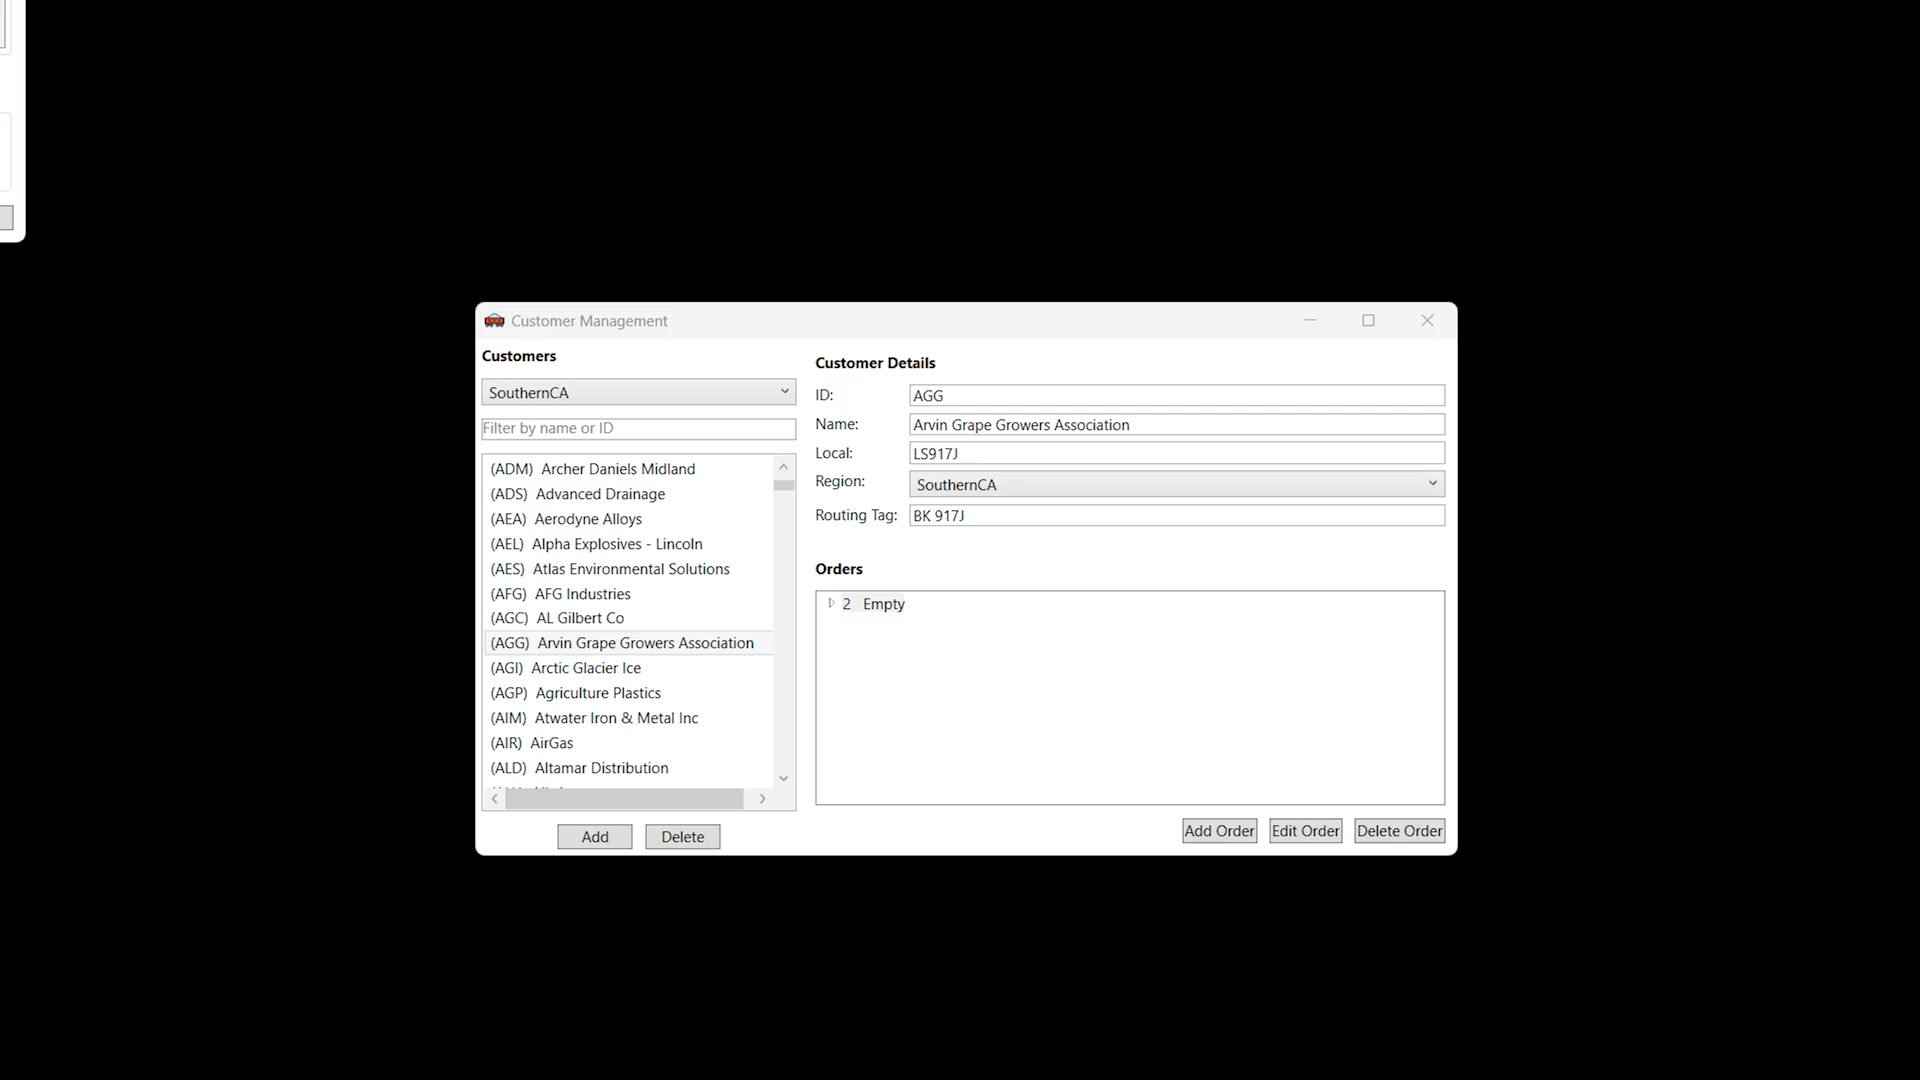 Customer Management
Customers
SouthernCA
Filter by name or ID
(ADM) Archer Daniels Midland
(ADS) Advanced Drainage
(AEA) Aerodyne Alloys
(AEL) Alpha Explosives - Lincoln
(AES) Atlas Environmental Solutions
(AFG) AFG Industries
(AGC) AL Gilbert Co
(AGG) Arvin Grape Growers Association
(AGI) Arctic Glacier Ice
(AGP) Agriculture Plastics
(AIM) Atwater Iron & Metal Inc
(AIR) AirGas
(ALD) Altamar Distribution
Add Delete
Customer Details
ID: AGG
Name: Arvin Grape Growers Association
Local: LS917J
Region: SouthernCA
Routing Tag: BK 917J
Orders
2 Empty
Add Order Edit Order Delete Order